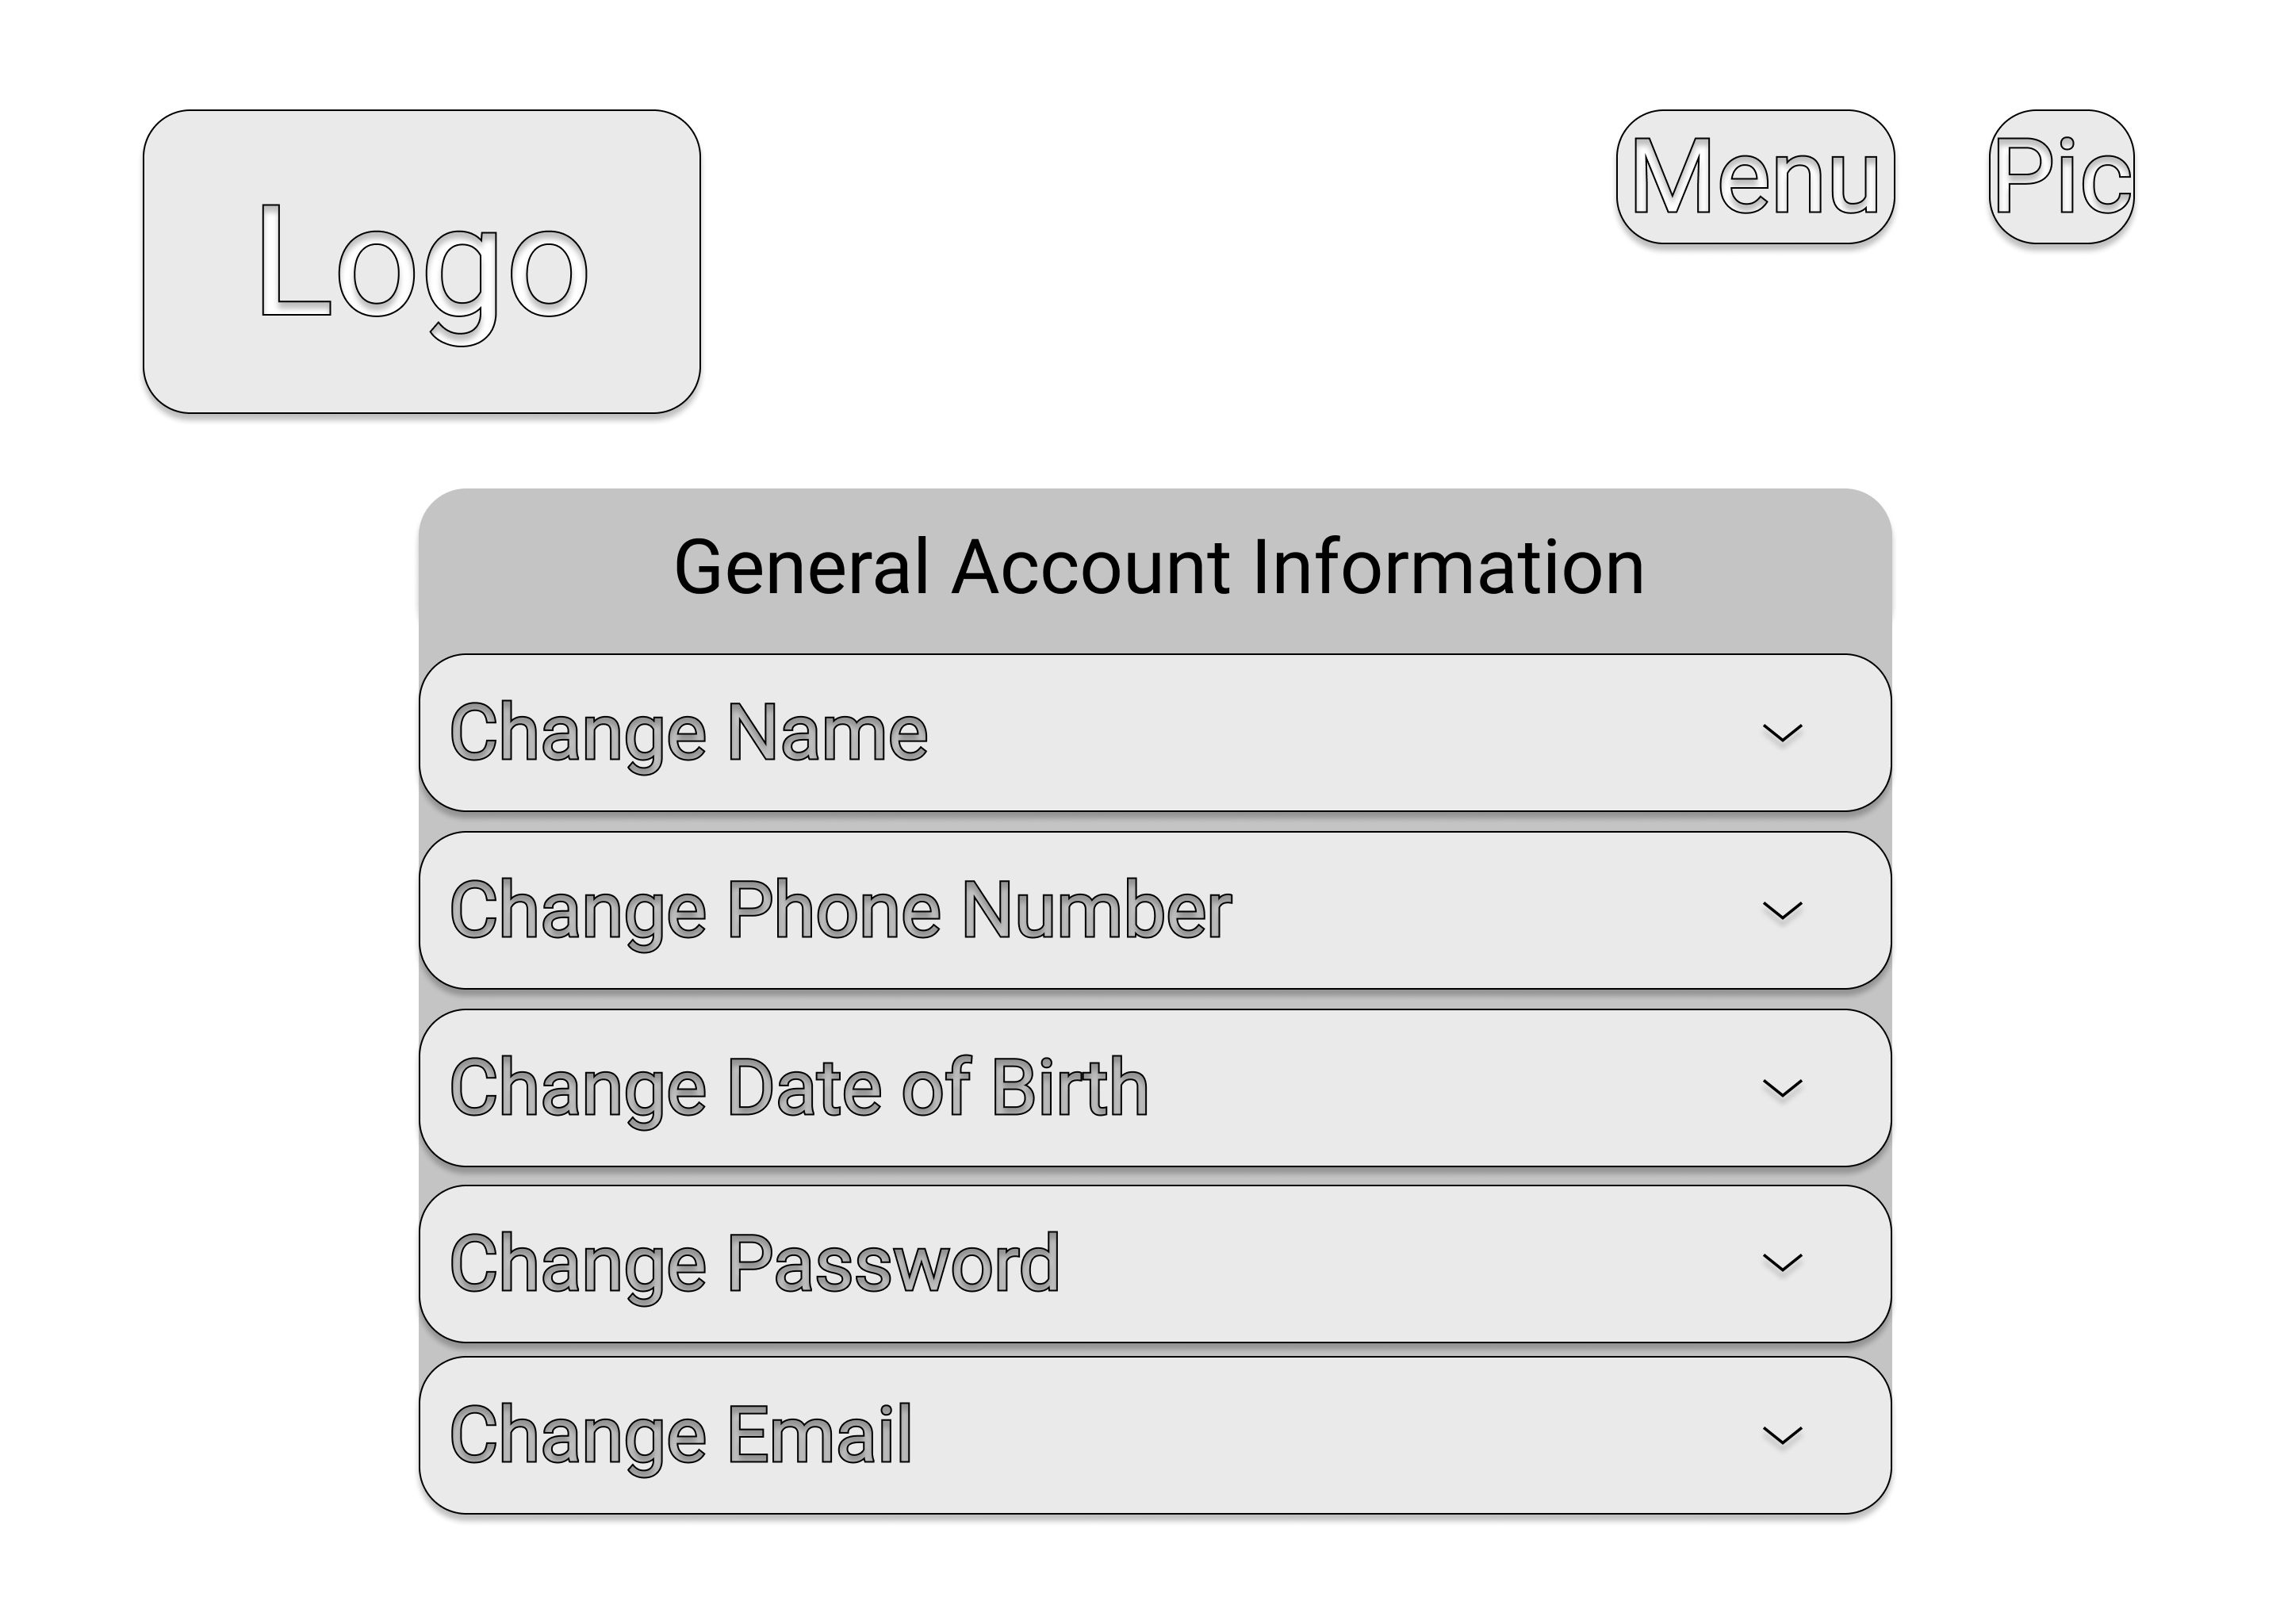 Logo
Menu
Pic
General Account Information
Change Name
Change Phone Number
Change Date of Birth
Change Password
Change Email